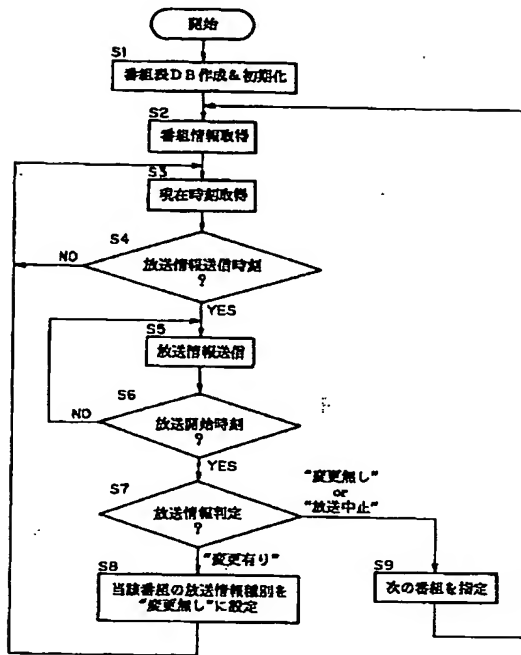 開始
S1
番組表DB作成&初期化
S2
番組情報取得
S3
現在時刻取得
S4
NO
放送情報送信時刻
?
YES
S5
放送情報送信
S6
NO
放送開始時刻
?
YES
S7
放送情報判定
?
"変更無し"
or
"放送中止"
"変更有り"
S8
当該番組の放送情報種別を
"変更無し"に設定
S9
次の番組を指定